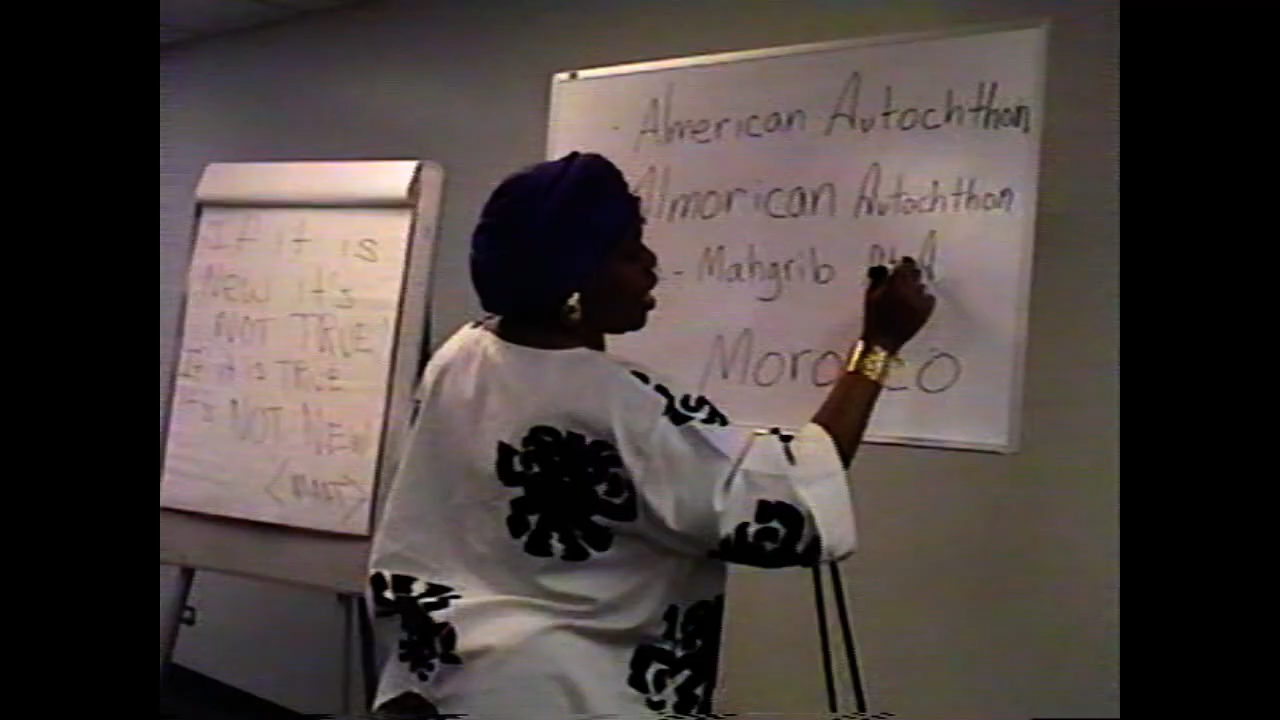 If it is
New it's
NOT TRUE
If it is TRUE
it's NOT NEW
- Almerican Autochthon
Almorican Autochthon
- Mahgrib
Morocco